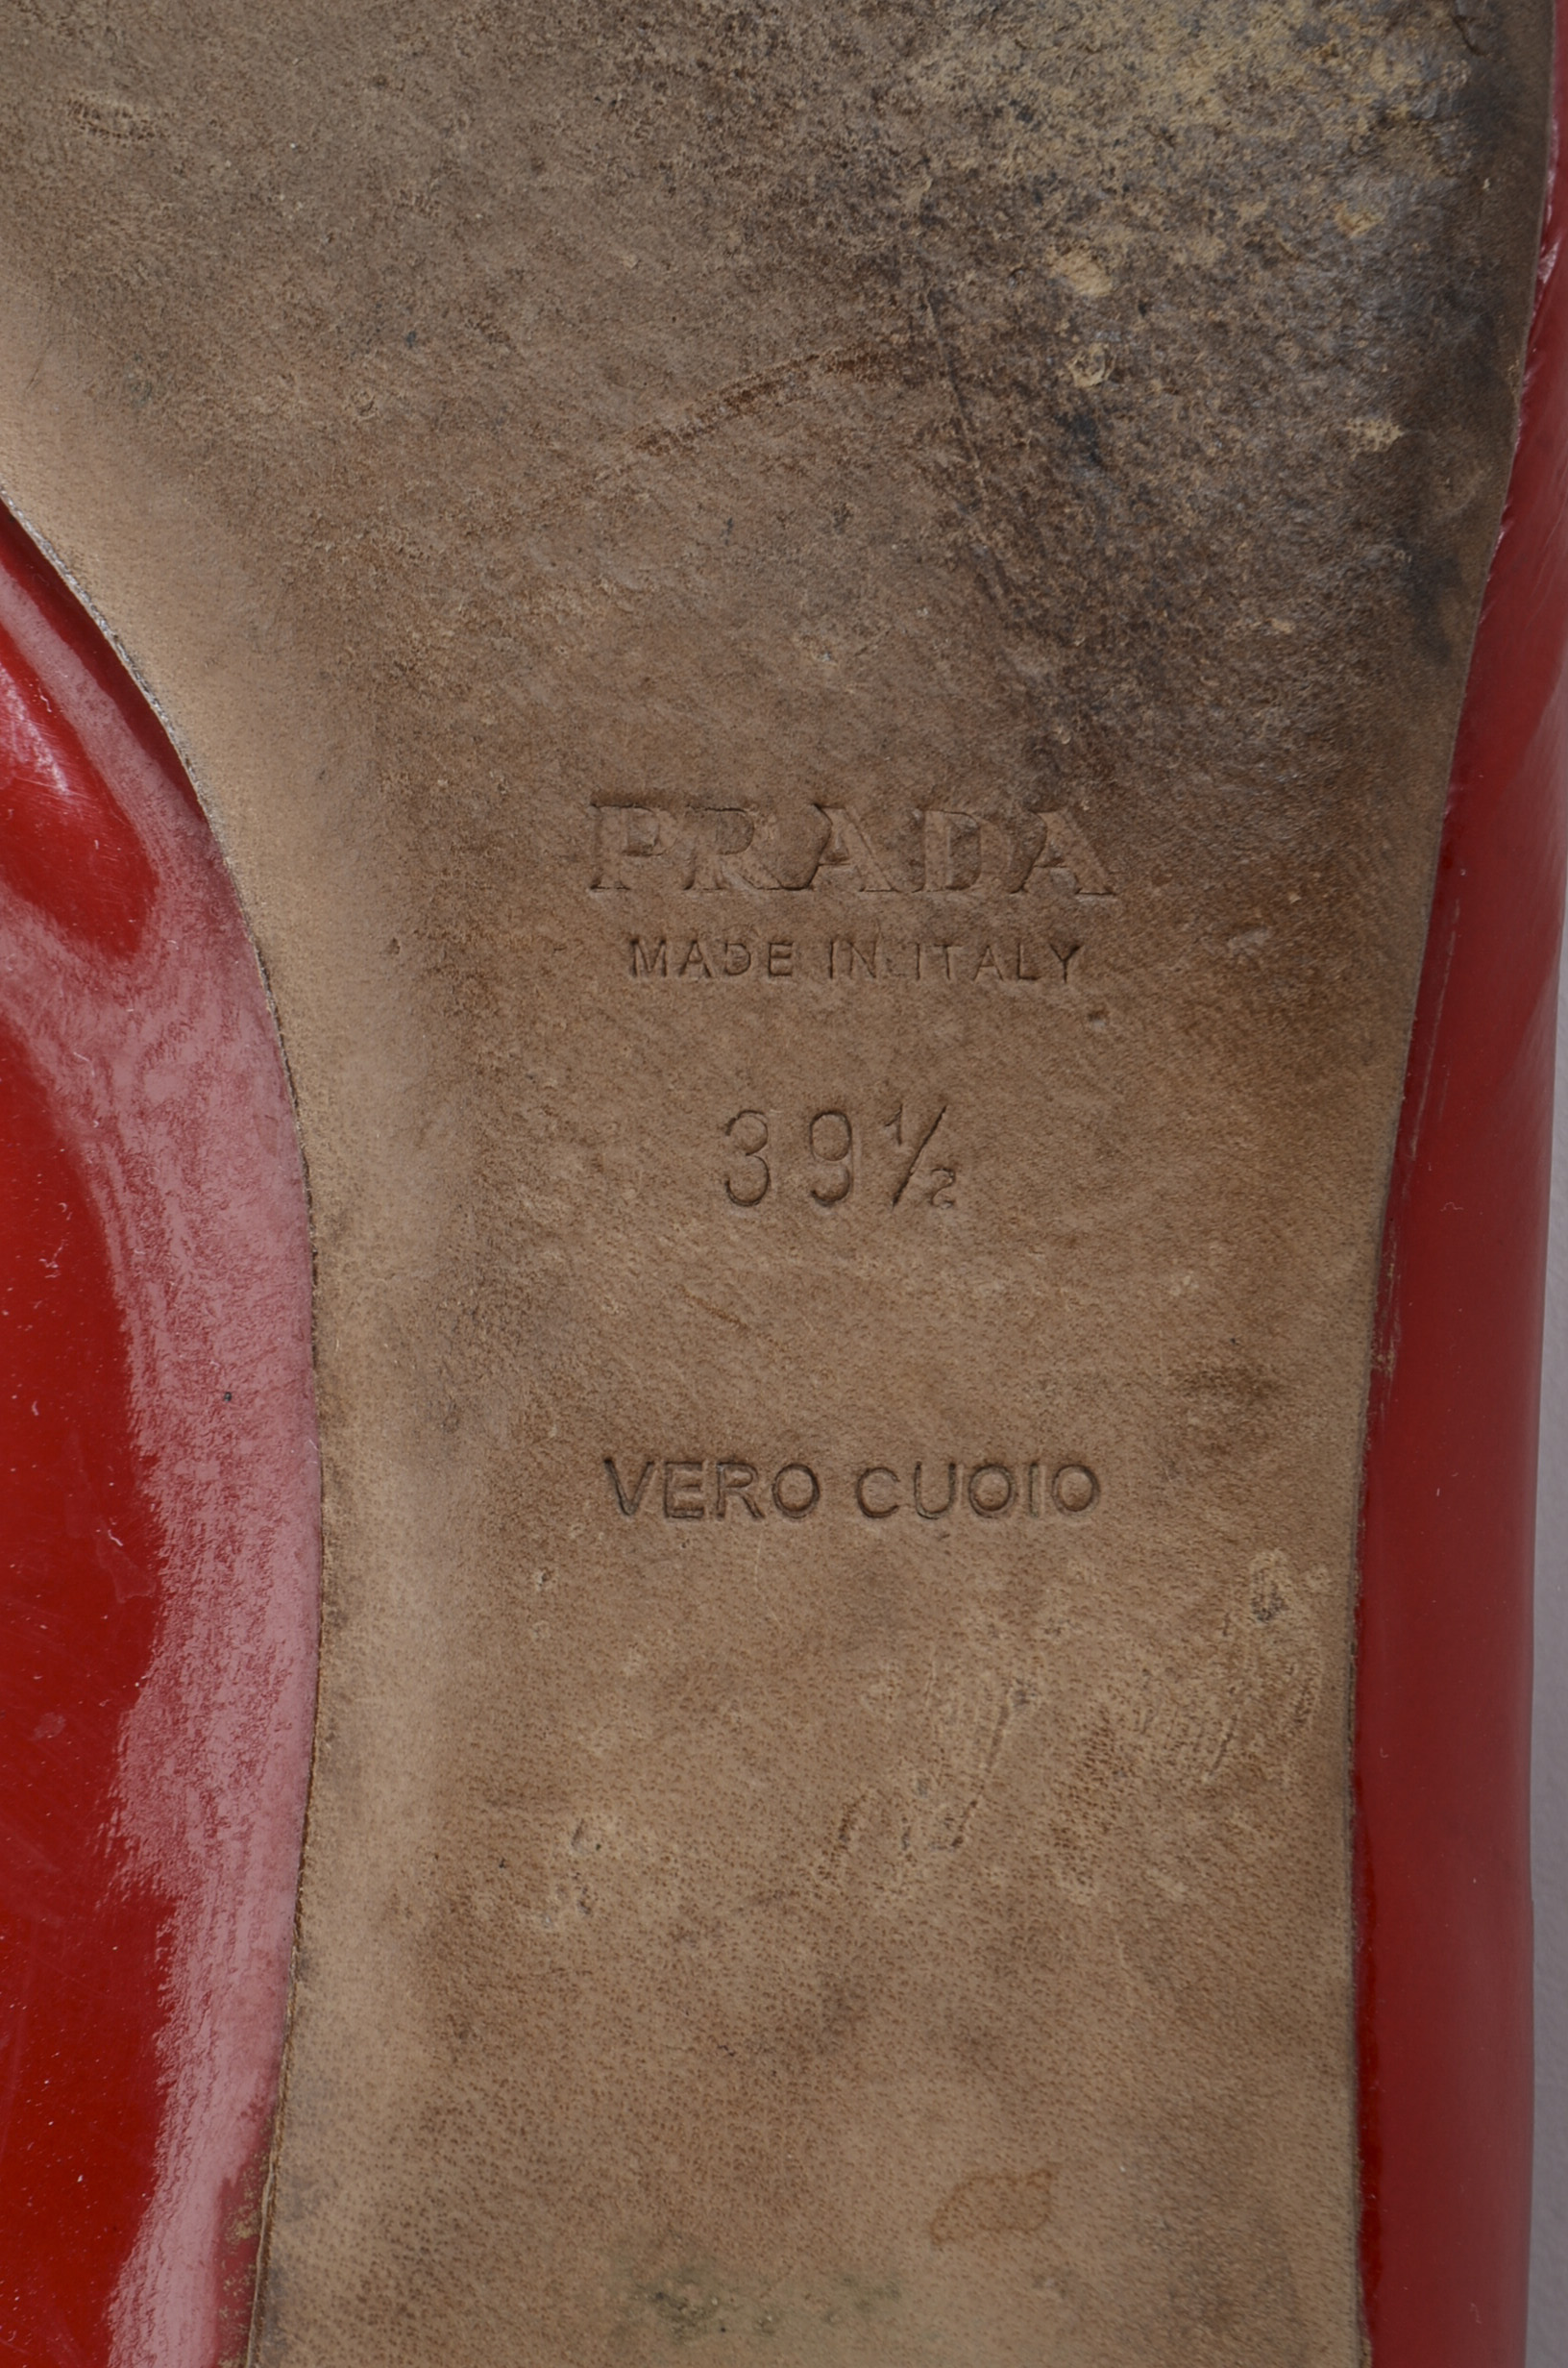 PRADA
MADE IN ITALY
39½
VERO CUOIO